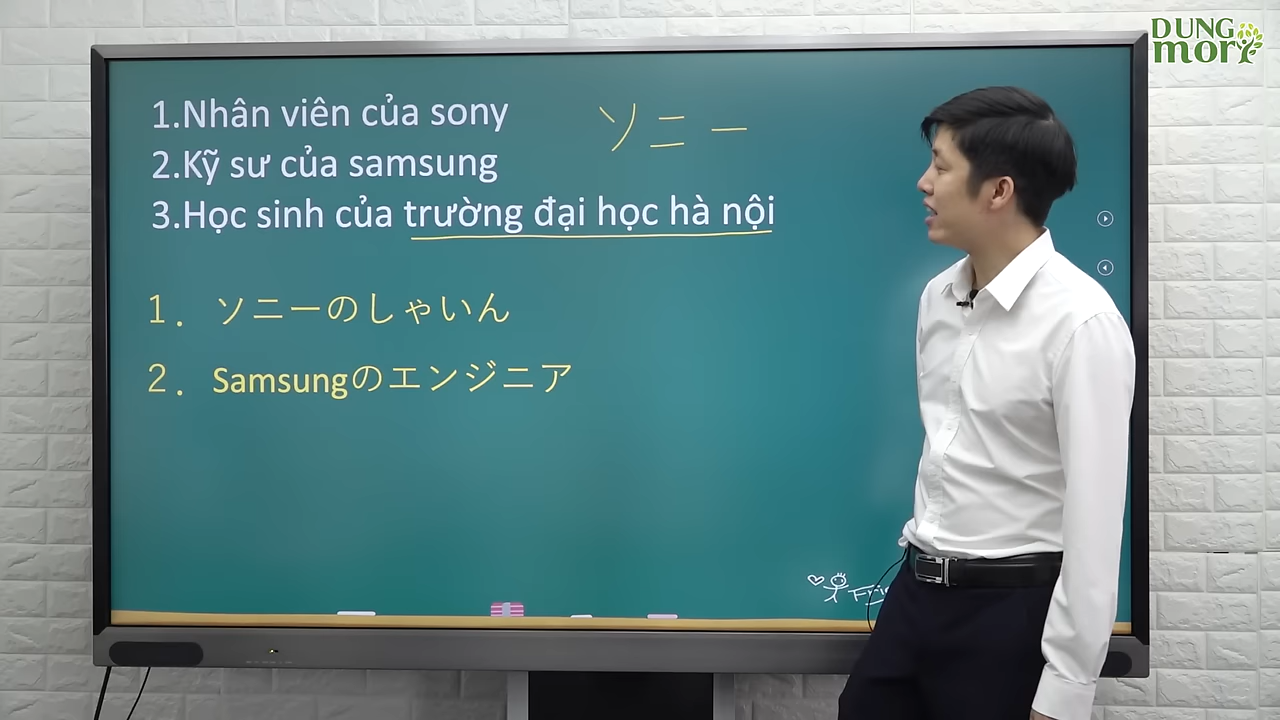 DUNG
mori
1.Nhân viên của sony
ソニー
2.Kỹ sư của samsung
3.Học sinh của trường đại học hà nội
1. ソニーのしゃいん
2. Samsungのエンジニア